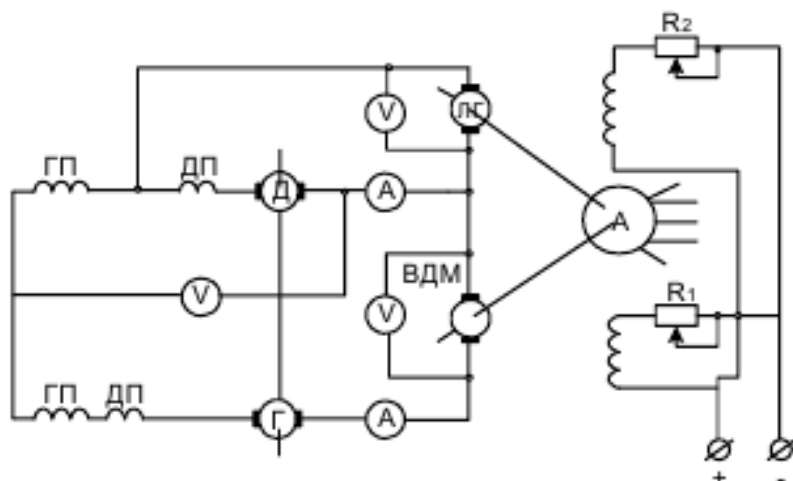 R₂
V
ЛГ
ГП
ДП
Д
А
А
ВДМ
V
V
R₁
ГП
ДП
Г
А
+
-